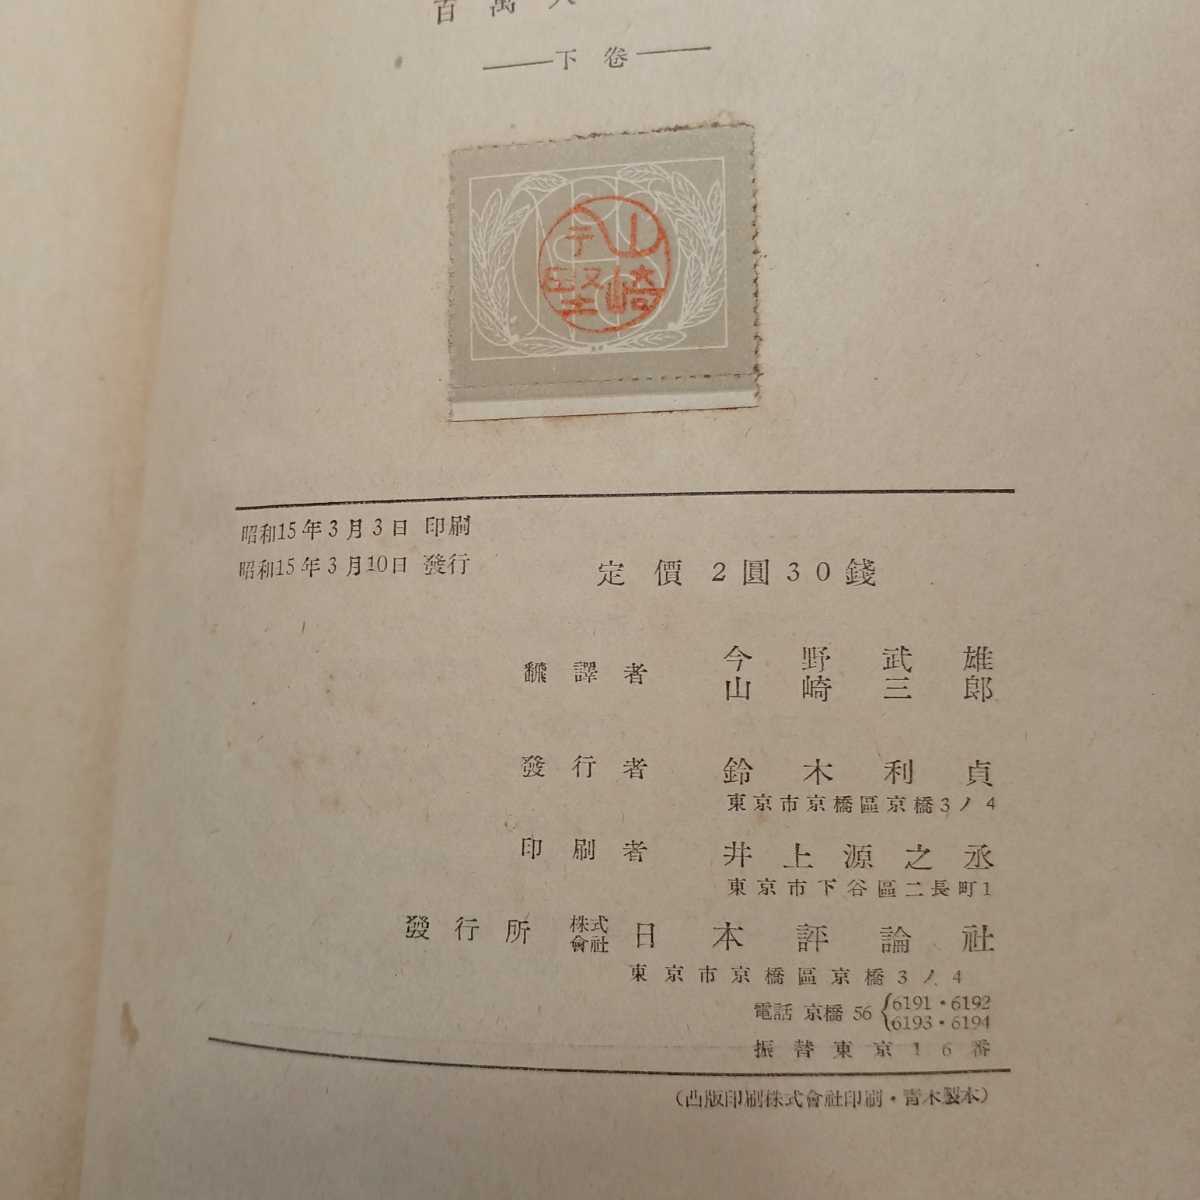 百萬人
下卷
山崎
昭和15年3月3日 印刷
昭和15年3月10日 發行
定價 2圓30錢
飜譯者 今野武雄
山崎三郎
發行者 鈴木利貞
東京市京橋區京橋3ノ4
印刷者 井上源之丞
東京市下谷區二長町1
發行所 株式會社 日本評論社
東京市京橋區京橋3ノ4
電話 京橋 56 {6191・6192
6193・6194
振替東京16番
(凸版印刷株式會社印刷・青木製本)